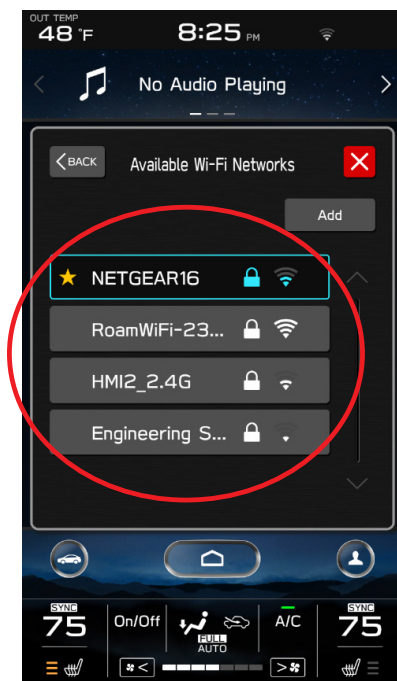 OUT TEMP
48 °F 8:25 PM
No Audio Playing
BACK Available Wi-Fi Networks
Add
NETGEAR16
RoamWiFi-23...
HMI2_2.4G
Engineering S...
SYNC SYNC
75 On/Off A/C 75
FULL
AUTO
< >